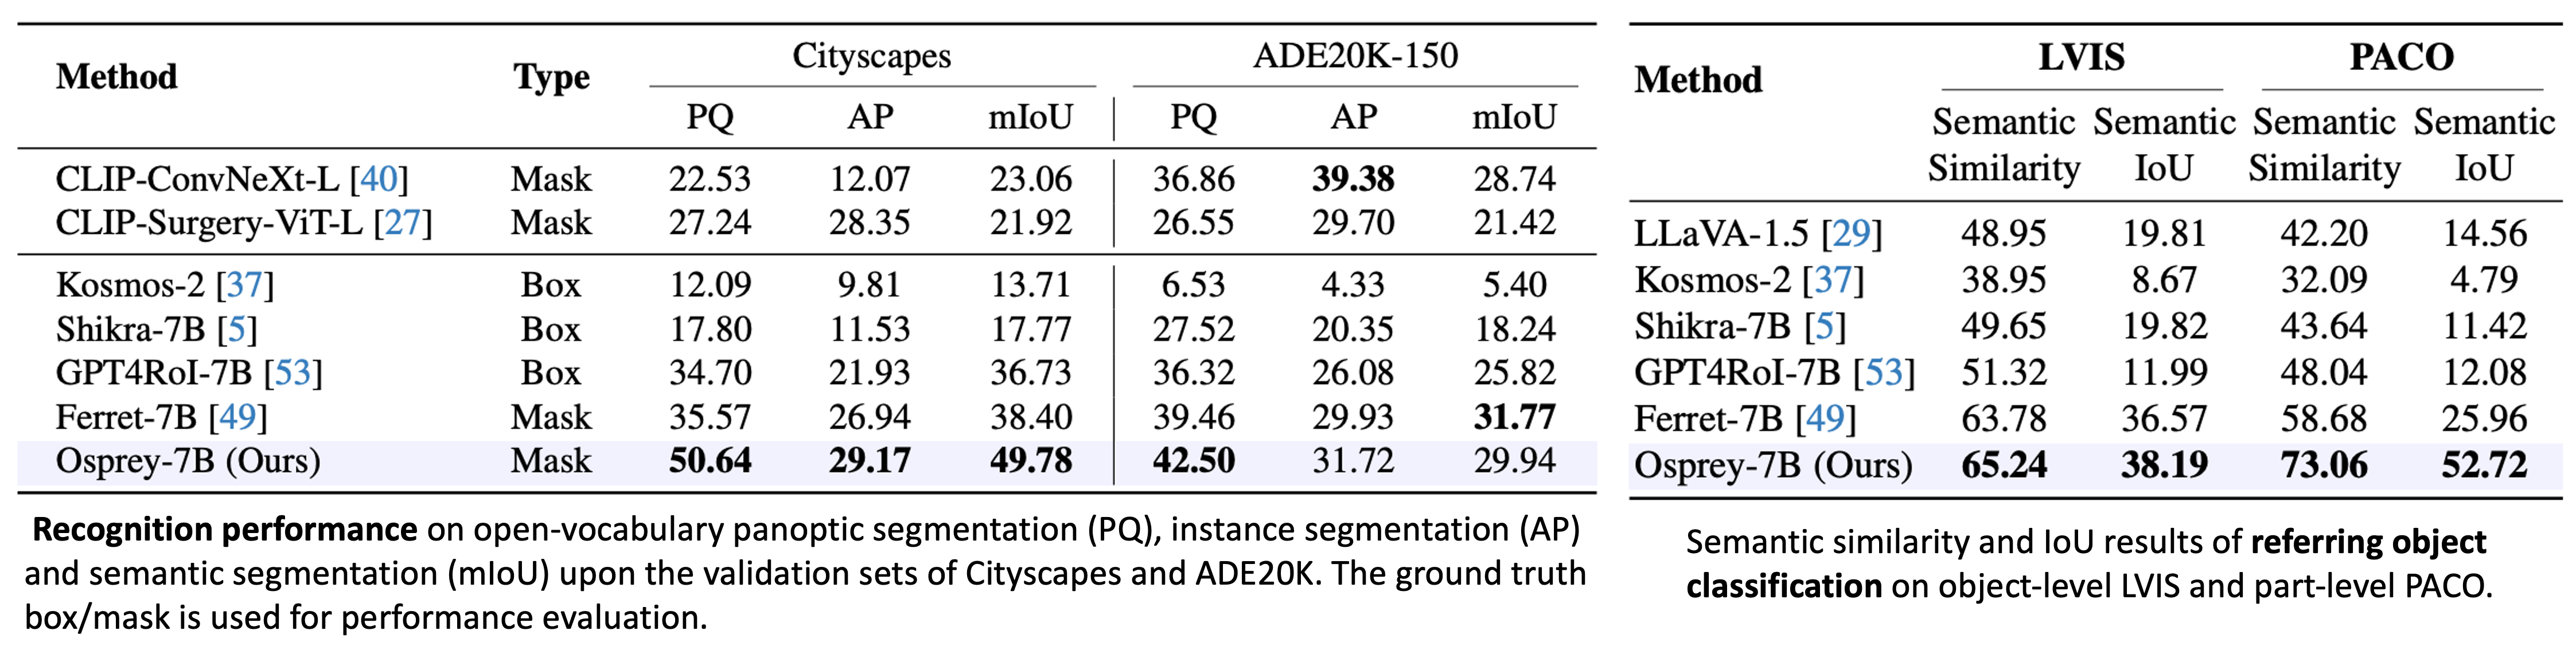 Method Type Cityscapes ADE20K-150
PQ AP mIoU PQ AP mIoU
CLIP-ConvNeXt-L [40] Mask 22.53 12.07 23.06 36.86 39.38 28.74
CLIP-Surgery-ViT-L [27] Mask 27.24 28.35 21.92 26.55 29.70 21.42
Kosmos-2 [37] Box 12.09 9.81 13.71 6.53 4.33 5.40
Shikra-7B [5] Box 17.80 11.53 17.77 27.52 20.35 18.24
GPT4RoI-7B [53] Box 34.70 21.93 36.73 36.32 26.08 25.82
Ferret-7B [49] Mask 35.57 26.94 38.40 39.46 29.93 31.77
Osprey-7B (Ours) Mask 50.64 29.17 49.78 42.50 31.72 29.94
Recognition performance on open-vocabulary panoptic segmentation (PQ), instance segmentation (AP)
and semantic segmentation (mIoU) upon the validation sets of Cityscapes and ADE20K. The ground truth
box/mask is used for performance evaluation.
Method LVIS PACO
Semantic Semantic Semantic Semantic
Similarity IoU Similarity IoU
LLaVA-1.5 [29] 48.95 19.81 42.20 14.56
Kosmos-2 [37] 38.95 8.67 32.09 4.79
Shikra-7B [5] 49.65 19.82 43.64 11.42
GPT4RoI-7B [53] 51.32 11.99 48.04 12.08
Ferret-7B [49] 63.78 36.57 58.68 25.96
Osprey-7B (Ours) 65.24 38.19 73.06 52.72
Semantic similarity and IoU results of referring object
classification on object-level LVIS and part-level PACO.